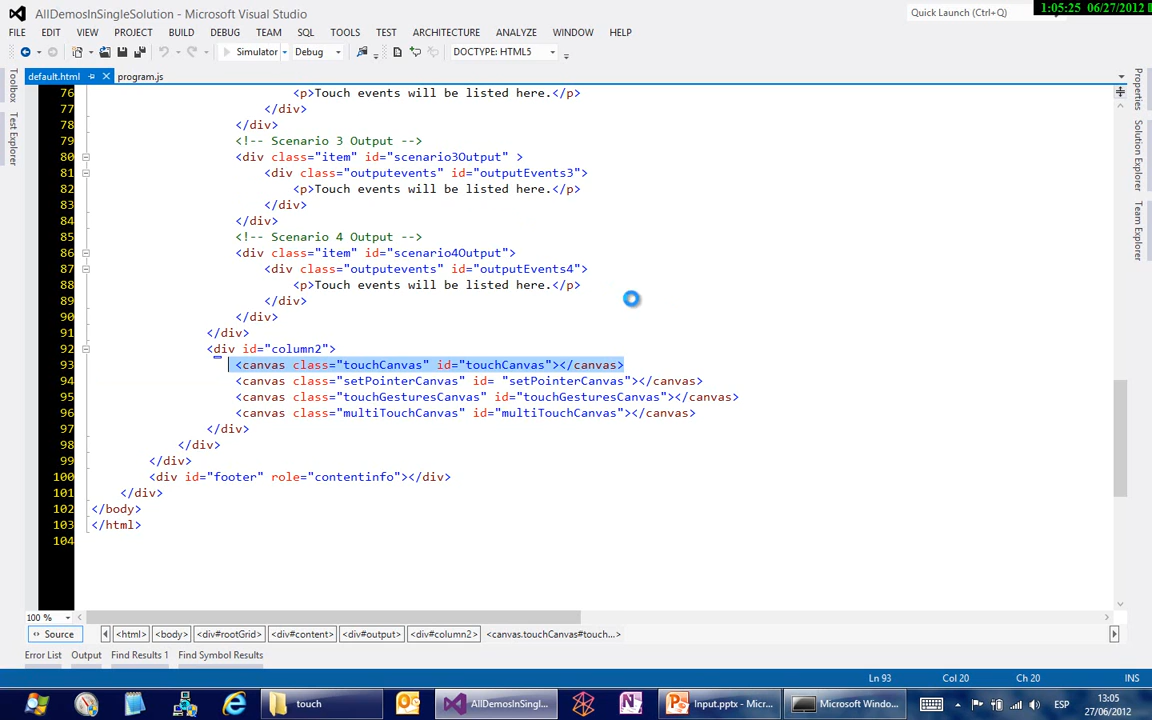 AllDemosInSingleSolution - Microsoft Visual Studio
Quick Launch (Ctrl+Q)
1:05:25 06/27/2012
FILE EDIT VIEW PROJECT BUILD DEBUG TEAM SQL TOOLS TEST ARCHITECTURE ANALYZE WINDOW HELP
Simulator Debug DOCTYPE: HTML5
default.html program.js
Toolbox
Test Explorer
Properties
Solution Explorer
Team Explorer
76 <p>Touch events will be listed here.</p>
77 </div>
78 </div>
79 <!-- Scenario 3 Output -->
80 <div class="item" id="scenario3Output" >
81 <div class="outputevents" id="outputEvents3">
82 <p>Touch events will be listed here.</p>
83 </div>
84 </div>
85 <!-- Scenario 4 Output -->
86 <div class="item" id="scenario4Output">
87 <div class="outputevents" id="outputEvents4">
88 <p>Touch events will be listed here.</p>
89 </div>
90 </div>
91 </div>
92 <div id="column2">
93 <canvas class="touchCanvas" id="touchCanvas"></canvas>
94 <canvas class="setPointerCanvas" id= "setPointerCanvas"></canvas>
95 <canvas class="touchGesturesCanvas" id="touchGesturesCanvas"></canvas>
96 <canvas class="multiTouchCanvas" id="multiTouchCanvas"></canvas>
97 </div>
98 </div>
99 </div>
100 <div id="footer" role="contentinfo"></div>
101 </div>
102 </body>
103 </html>
104
100 %
Source <html> <body> <div#rootGrid> <div#content> <div#output> <div#column2> <canvas.touchCanvas#touch...>
Error List Output Find Results 1 Find Symbol Results
Ln 93 Col 20 Ch 20 INS
touch AllDemosInSingl... Input.pptx - Micr... Microsoft Windo... ESP 13:05
27/06/2012